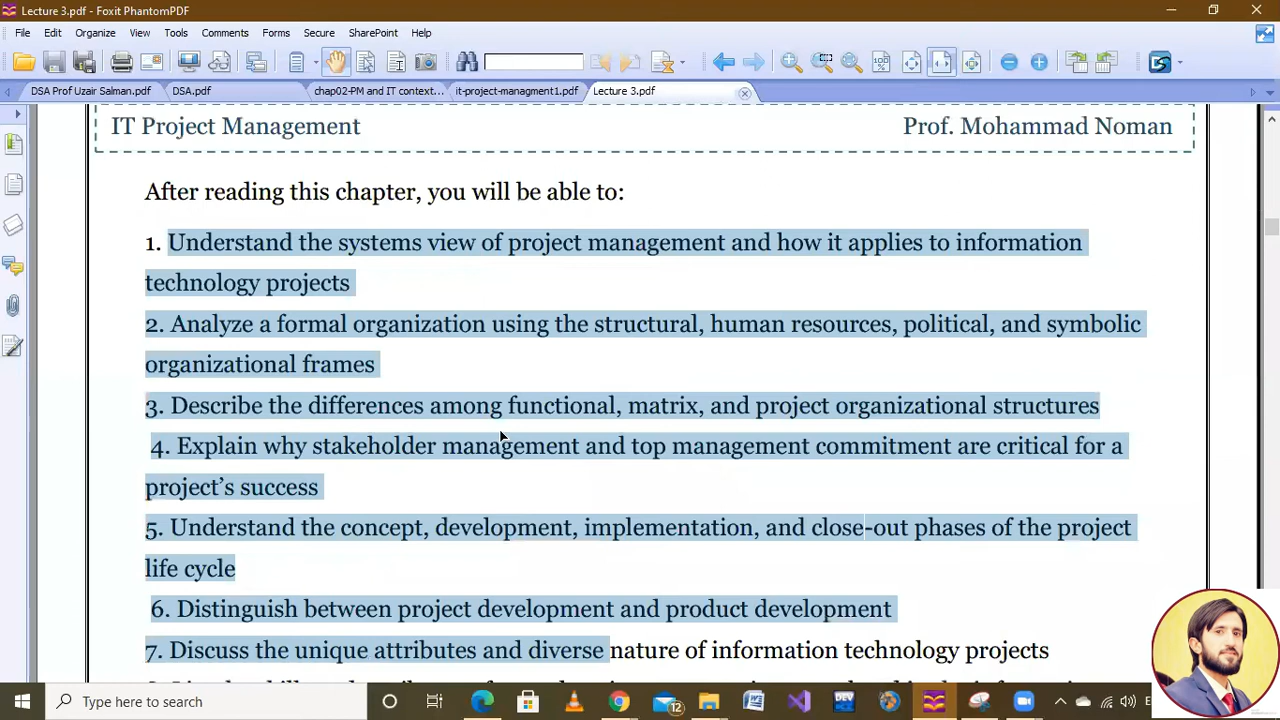 Lecture 3.pdf - Foxit PhantomPDF
File Edit Organize View Tools Comments Forms Secure SharePoint Help
DSA Prof Uzair Salman.pdf DSA.pdf chap02-PM and IT context... it-project-managment1.pdf Lecture 3.pdf
IT Project Management Prof. Mohammad Noman
After reading this chapter, you will be able to:
1. Understand the systems view of project management and how it applies to information
technology projects
2. Analyze a formal organization using the structural, human resources, political, and symbolic
organizational frames
3. Describe the differences among functional, matrix, and project organizational structures
4. Explain why stakeholder management and top management commitment are critical for a
project's success
5. Understand the concept, development, implementation, and close-out phases of the project
life cycle
6. Distinguish between project development and product development
7. Discuss the unique attributes and diverse nature of information technology projects
Type here to search
12
DEV